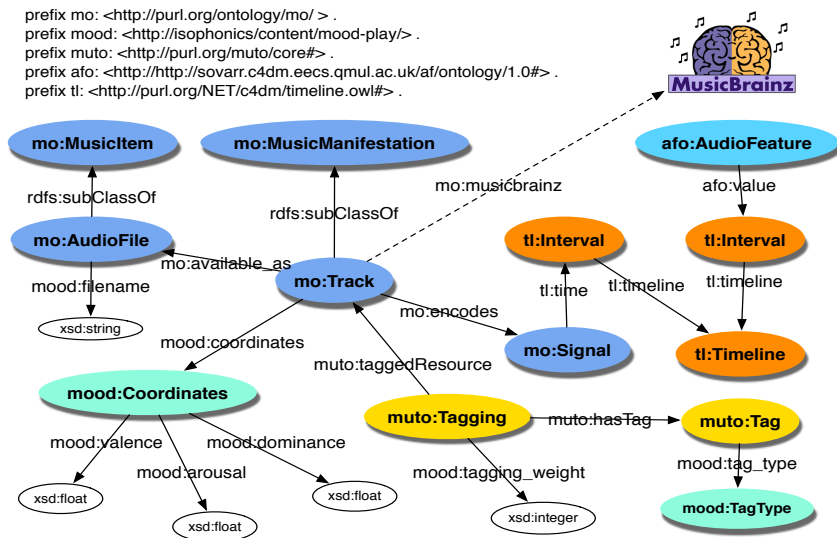 prefix mo: <http://purl.org/ontology/mo/ > .
prefix mood: <http://isophonics/content/mood-play/> .
prefix muto: <http://purl.org/muto/core#> .
prefix afo: <http://http://sovarr.c4dm.eecs.qmul.ac.uk/af/ontology/1.0#> .
prefix tl: <http://purl.org/NET/c4dm/timeline.owl#> .
MusicBrainz
mo:MusicItem
mo:MusicManifestation
afo:AudioFeature
mo:musicbrainz
afo:value
rdfs:subClassOf
rdfs:subClassOf
mo:AudioFile
tl:Interval
tl:Interval
mo:available_as
mo:Track
tl:time
tl:timeline
tl:timeline
mood:filename
mo:encodes
xsd:string
mood:coordinates
mo:Signal
tl:Timeline
muto:taggedResource
mood:Coordinates
muto:Tagging
muto:hasTag
muto:Tag
mood:valence
mood:dominance
mood:arousal
mood:tagging_weight
mood:tag_type
xsd:float
xsd:float
xsd:float
xsd:integer
mood:TagType